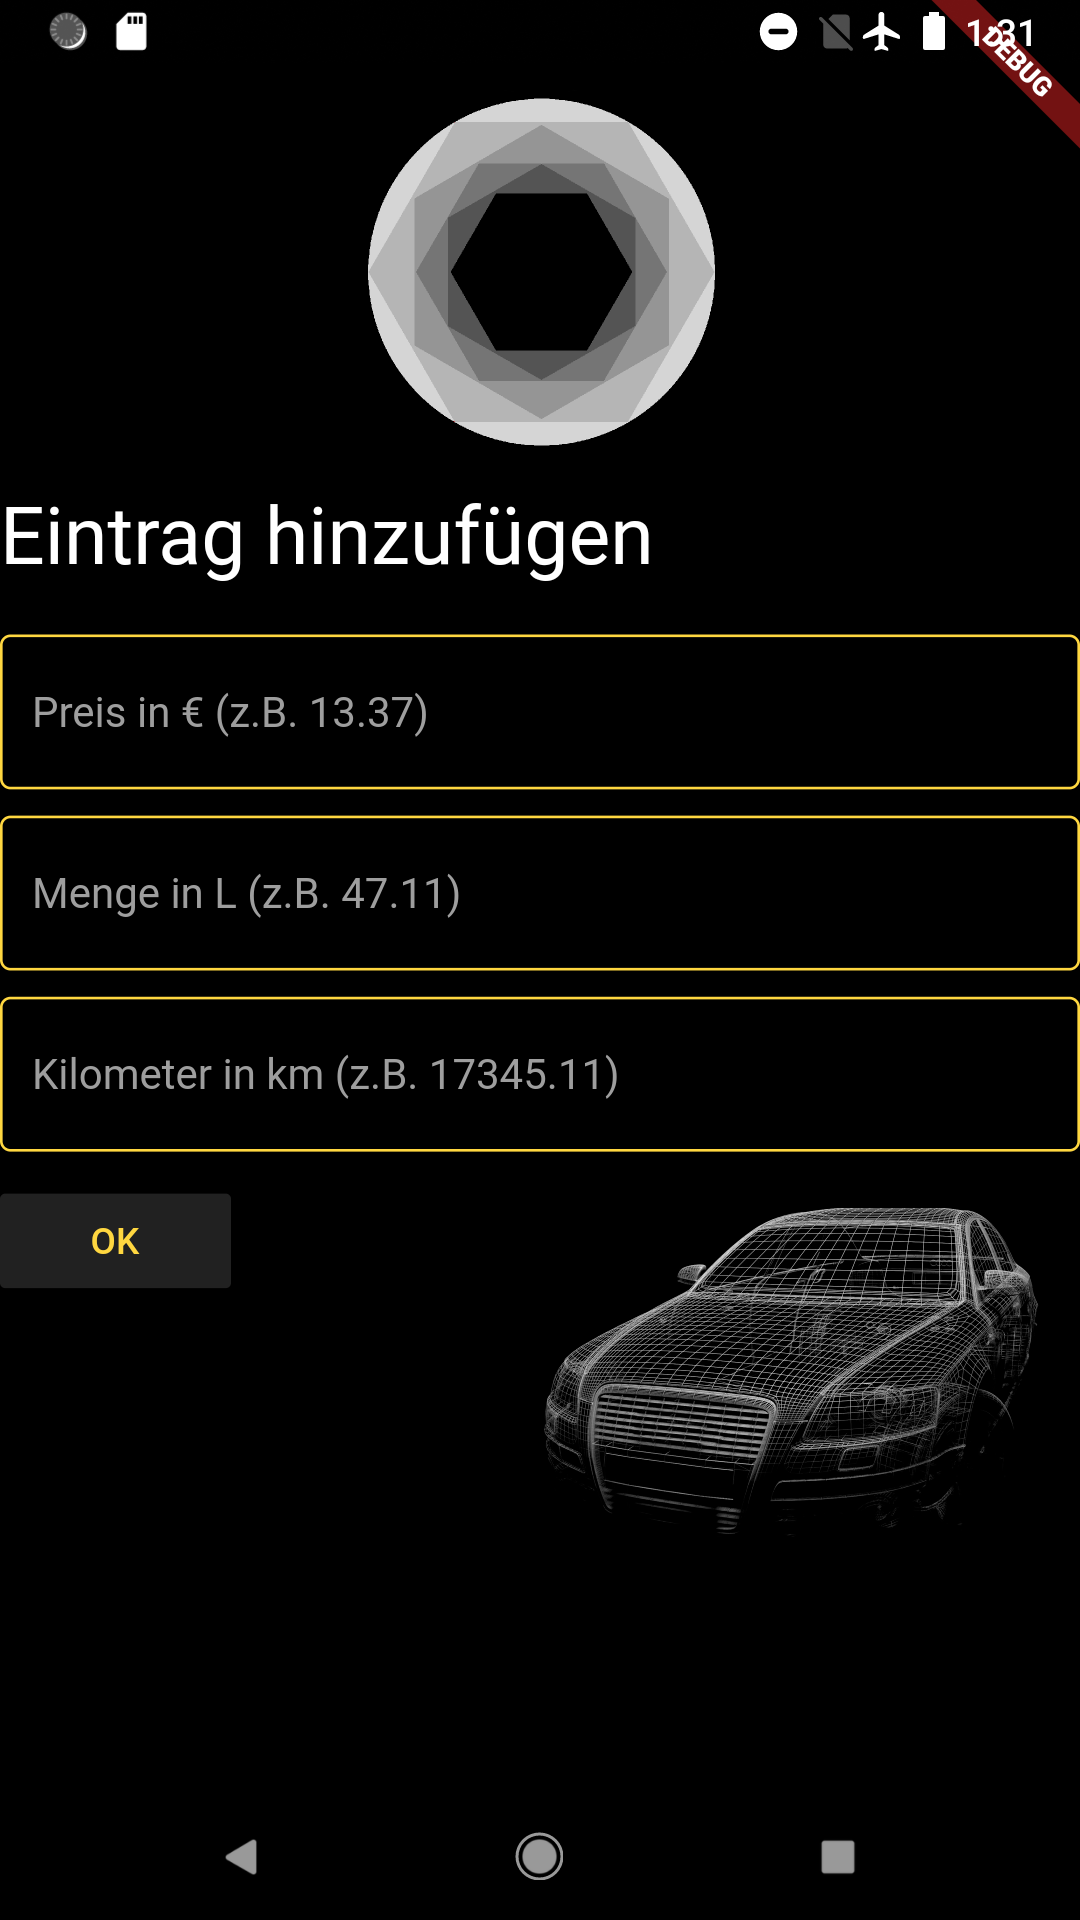 1:31
DEBUG
Eintrag hinzufügen
Preis in € (z.B. 13.37)
Menge in L (z.B. 47.11)
Kilometer in km (z.B. 17345.11)
OK